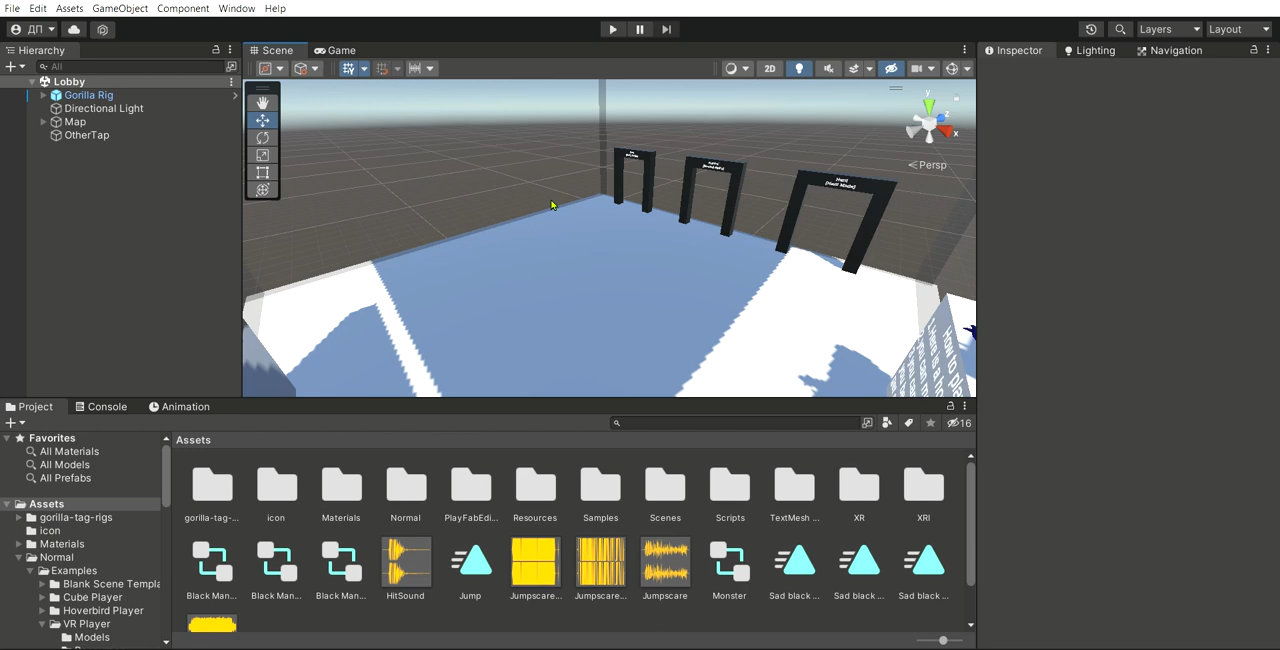 File Edit Assets GameObject Component Window Help
ДП Layers Layout
Hierarchy Scene Game Inspector Lighting Navigation
All 2D
Lobby
Gorilla Rig
Directional Light
Map
OtherTap
y
z
x
Persp
Hunt
Project Console Animation
16
Favorites
All Materials
All Models
All Prefabs
Assets
gorilla-tag-rigs
icon
Materials
Normal
Examples
Blank Scene Templa
Cube Player
Hoverbird Player
VR Player
Models
Assets
gorilla-tag-... icon Materials Normal PlayFabEdi... Resources Samples Scenes Scripts TextMesh ... XR XRI
Black Man... Black Man... Black Man... HitSound Jump Jumpscare... Jumpscare... Jumpscare Monster Sad black ... Sad black ... Sad black ...